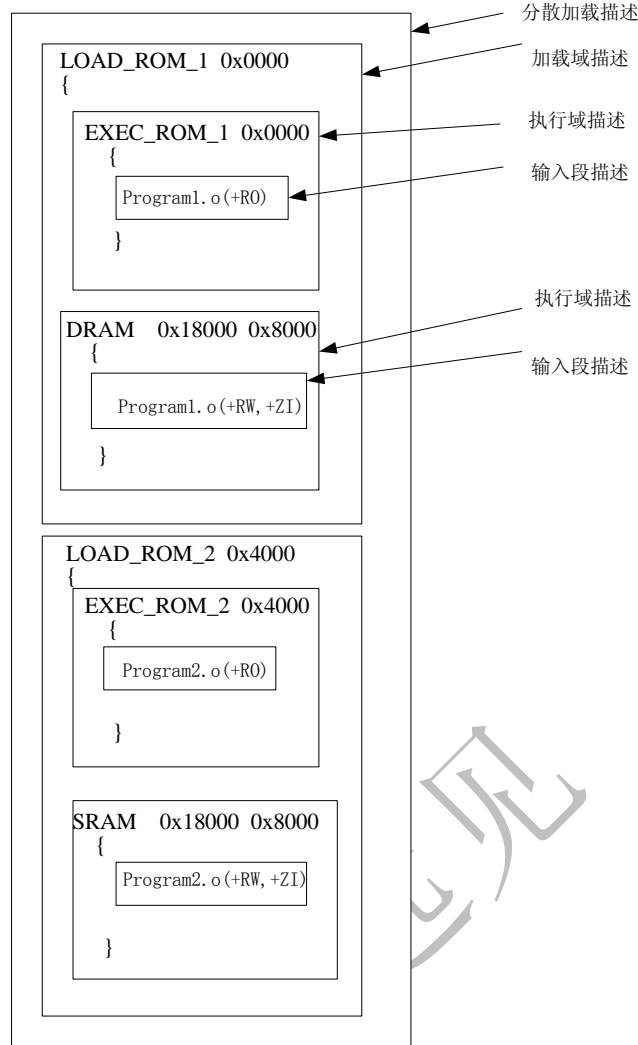 分散加载描述
LOAD_ROM_1 0x0000
加载域描述
{
EXEC_ROM_1 0x0000
执行域描述
{
Program1.o(+RO)
输入段描述
}
执行域描述
DRAM 0x18000 0x8000
{
输入段描述
Program1.o(+RW,+ZI)
}
LOAD_ROM_2 0x4000
{
EXEC_ROM_2 0x4000
{
Program2.o(+RO)
}
SRAM 0x18000 0x8000
{
Program2.o(+RW,+ZI)
}